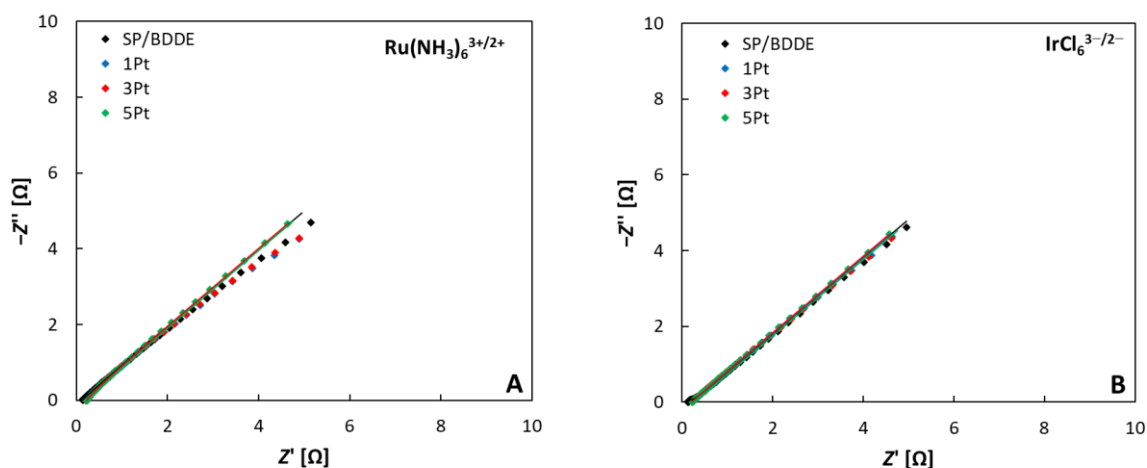 10
8
6
4
2
0
−Z'' [Ω]
SP/BDDE
1Pt
3Pt
5Pt
Ru(NH₃)₆³⁺/²⁺
A
0 2 4 6 8 10
Z' [Ω]
10
8
6
4
2
0
−Z'' [Ω]
SP/BDDE
1Pt
3Pt
5Pt
IrCl₆³⁻/²⁻
B
0 2 4 6 8 10
Z' [Ω]